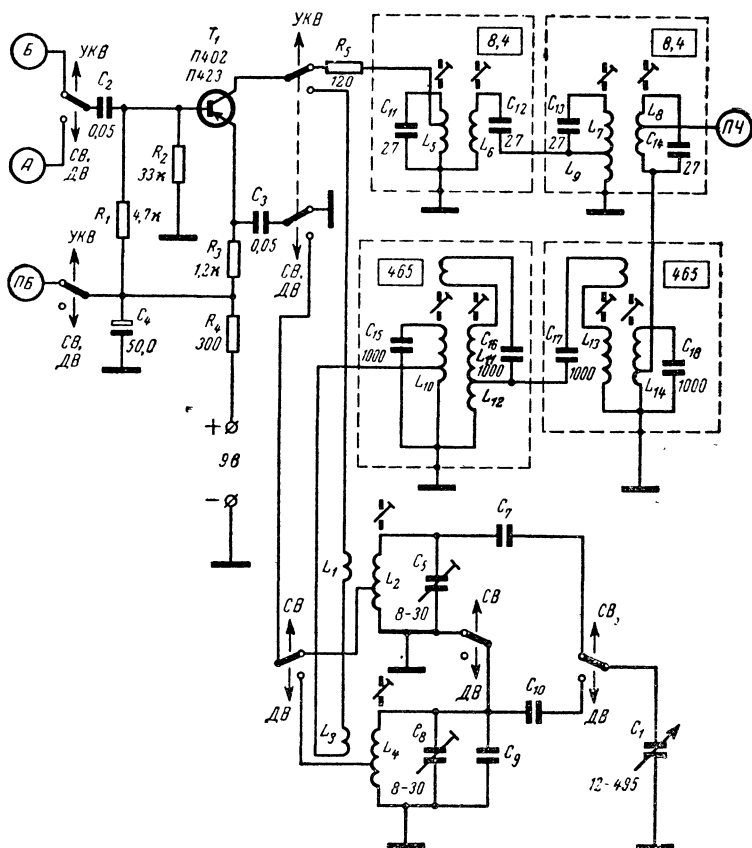 Б
УКВ
C2
0,05
А
СВ,
ДВ
T1
П402
П423
R2
33к
R1
4,7к
УКВ
ПБ
СВ,
ДВ
C4
50,0
R3
1,2к
R4
300
C3
0,05
УКВ
СВ,
ДВ
R5
120
+
9в
−
8,4
C11
27
L5
L6
C12
27
8,4
C13
27
L7
L9
L8
C14
27
ПЧ
465
C15
1000
L10
C16
L11
1000
L12
465
C17
1000
L13
L14
C18
1000
L1
L2
C5
8-30
C7
СВ
ДВ
СВ
ДВ
СВ,
ДВ
L3
L4
C8
8-30
C9
C10
C1
12-495